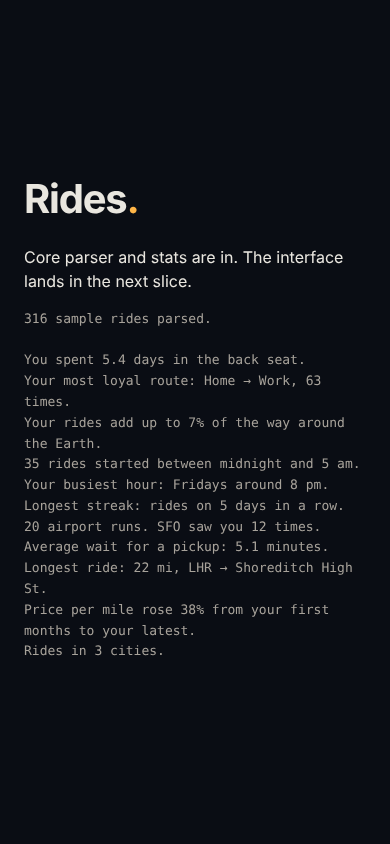 Rides.
Core parser and stats are in. The interface
lands in the next slice.
316 sample rides parsed.
You spent 5.4 days in the back seat.
Your most loyal route: Home → Work, 63
times.
Your rides add up to 7% of the way around
the Earth.
35 rides started between midnight and 5 am.
Your busiest hour: Fridays around 8 pm.
Longest streak: rides on 5 days in a row.
20 airport runs. SFO saw you 12 times.
Average wait for a pickup: 5.1 minutes.
Longest ride: 22 mi, LHR → Shoreditch High
St.
Price per mile rose 38% from your first
months to your latest.
Rides in 3 cities.